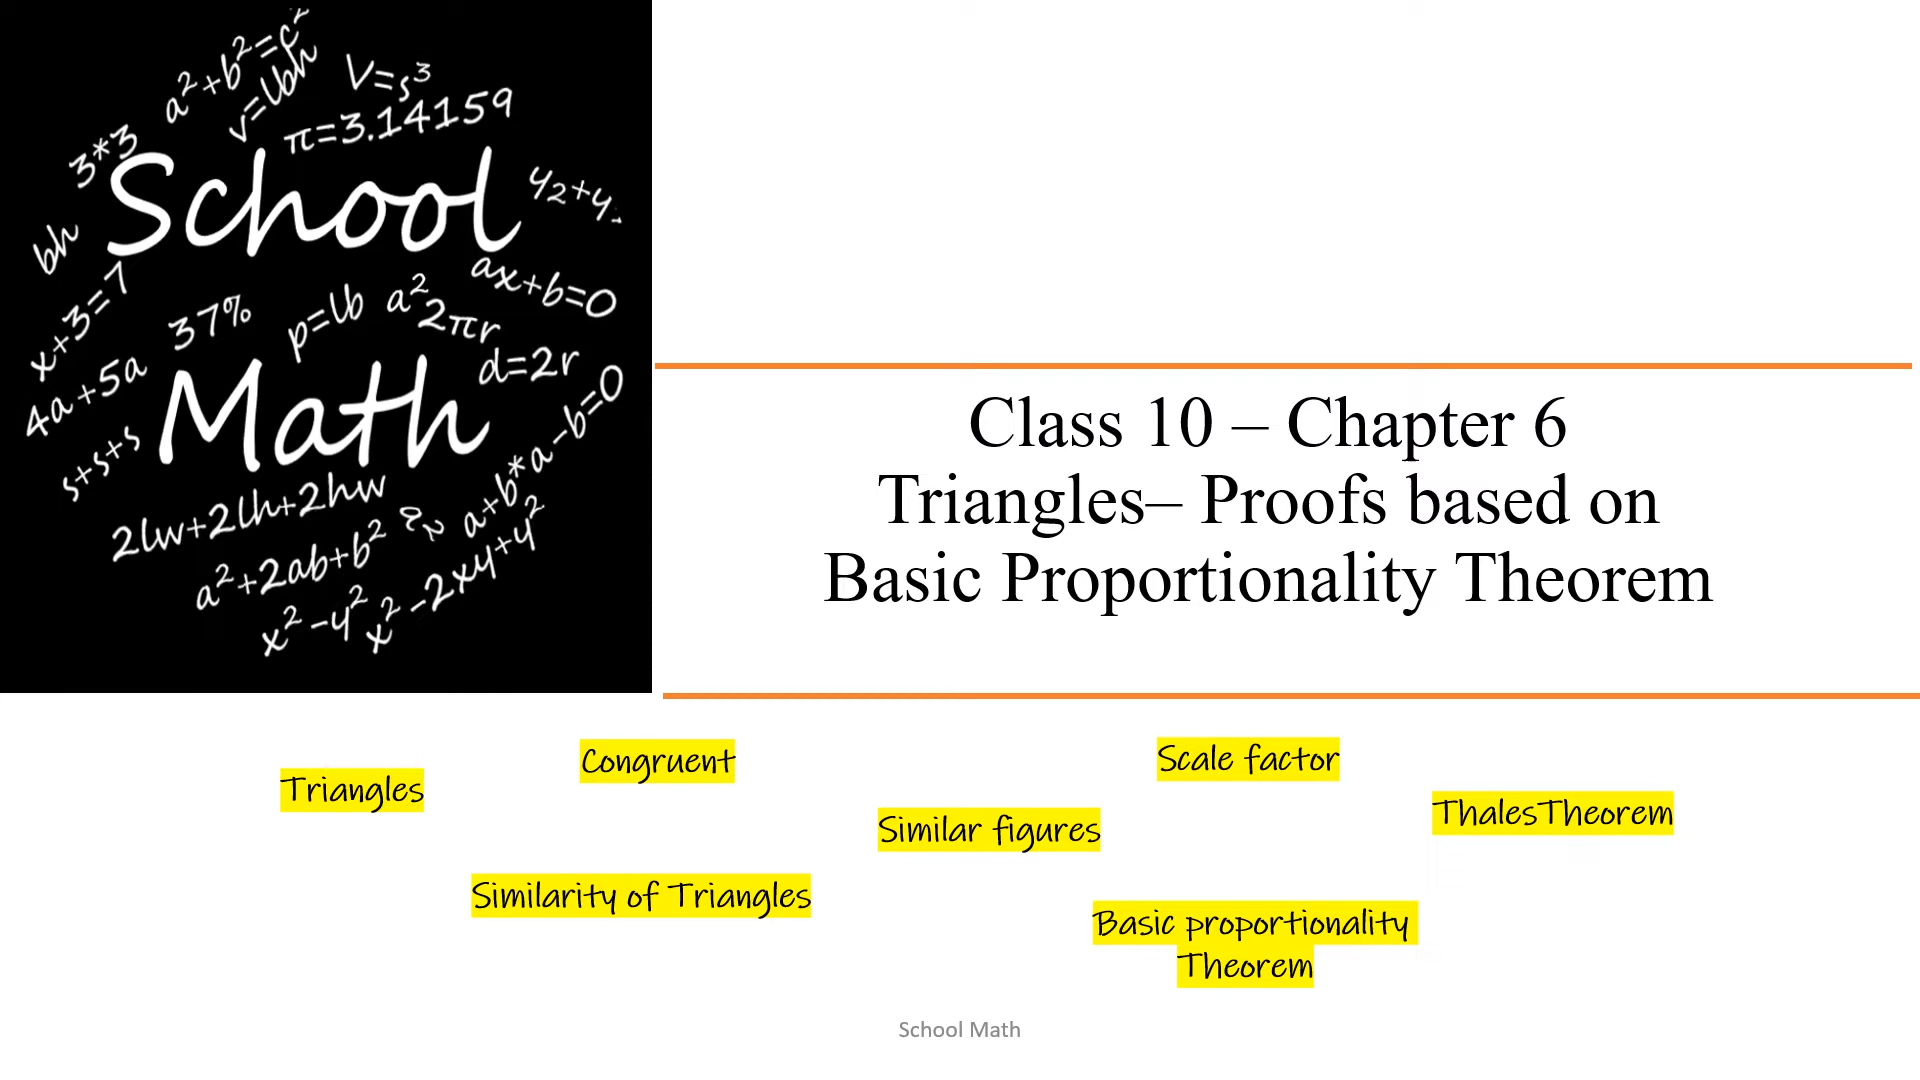 a²+b²=c²
v=lbh
V=s³
π=3.14159
3*3
School
y2+y
bh
x+3=7
37%
p=lb
a²
2πr
ax+b=0
d=2r
4a+5a
Math
s+s+s
a+b*a-b=0
2lw+2lh+2hw
a²+2ab+b²
x²-y²
x²-2xy+y²
Class 10 – Chapter 6
Triangles– Proofs based on
Basic Proportionality Theorem
Triangles
Congruent
Scale factor
Similar figures
ThalesTheorem
Similarity of Triangles
Basic proportionality
Theorem
School Math